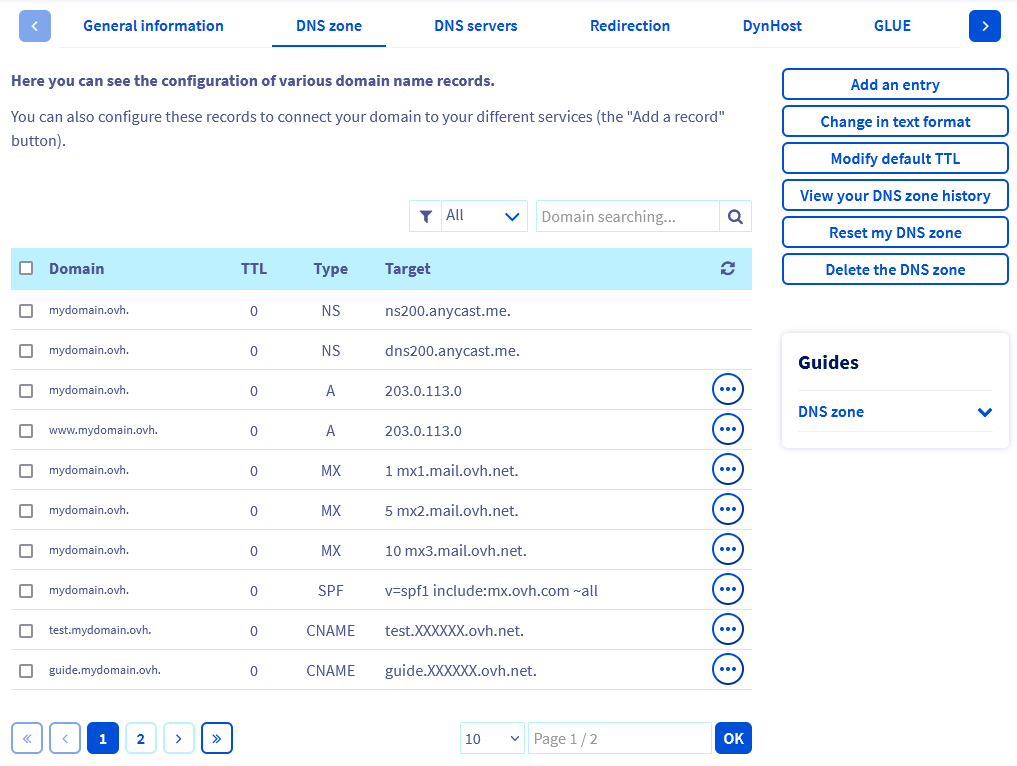 General information DNS zone DNS servers Redirection DynHost GLUE
Here you can see the configuration of various domain name records.
You can also configure these records to connect your domain to your different services (the "Add a record"
button).
Add an entry
Change in text format
Modify default TTL
View your DNS zone history
Reset my DNS zone
Delete the DNS zone
Guides
DNS zone
All Domain searching...
Domain TTL Type Target
mydomain.ovh. 0 NS ns200.anycast.me.
mydomain.ovh. 0 NS dns200.anycast.me.
mydomain.ovh. 0 A 203.0.113.0
www.mydomain.ovh. 0 A 203.0.113.0
mydomain.ovh. 0 MX 1 mx1.mail.ovh.net.
mydomain.ovh. 0 MX 5 mx2.mail.ovh.net.
mydomain.ovh. 0 MX 10 mx3.mail.ovh.net.
mydomain.ovh. 0 SPF v=spf1 include:mx.ovh.com ~all
test.mydomain.ovh. 0 CNAME test.XXXXXX.ovh.net.
guide.mydomain.ovh. 0 CNAME guide.XXXXXX.ovh.net.
« ‹ 1 2 › » 10 Page 1 / 2 OK